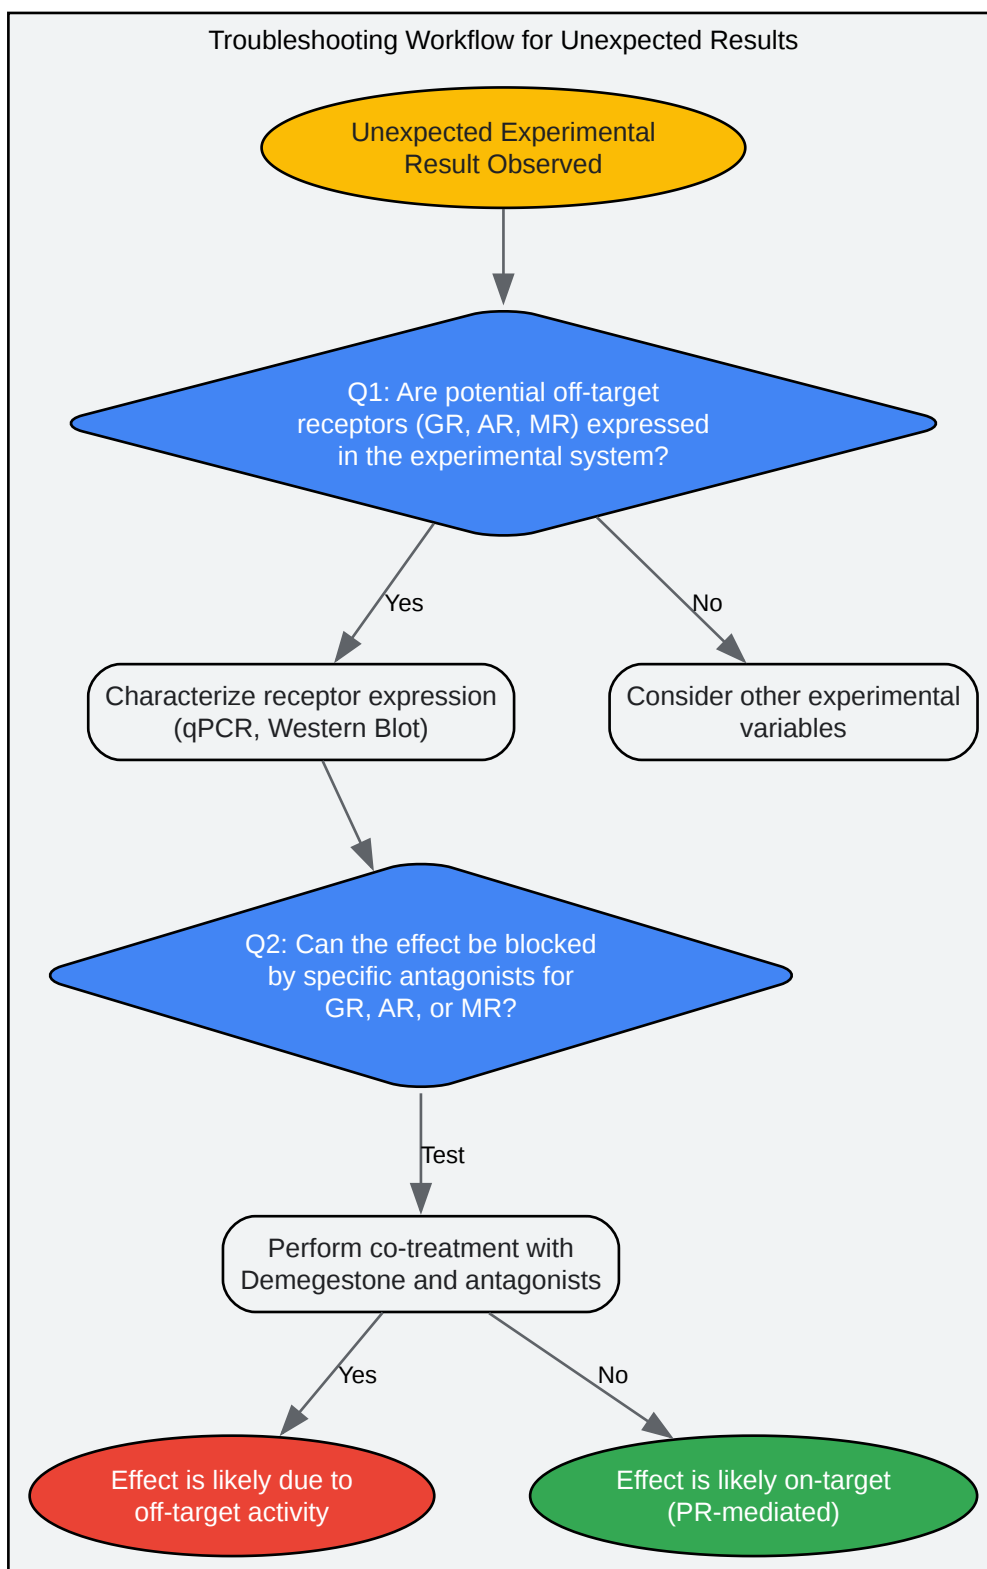 Troubleshooting Workflow for Unexpected Results
Unexpected Experimental
Result Observed
Q1: Are potential off-target
receptors (GR, AR, MR) expressed
in the experimental system?
Yes
No
Characterize receptor expression
(qPCR, Western Blot)
Consider other experimental
variables
Q2: Can the effect be blocked
by specific antagonists for
GR, AR, or MR?
Test
Perform co-treatment with
Demegestone and antagonists
Yes
No
Effect is likely due to
off-target activity
Effect is likely on-target
(PR-mediated)